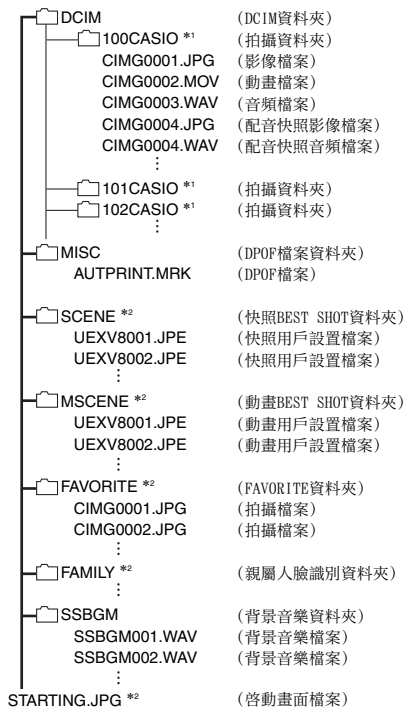 DCIM (DCIM資料夾)
100CASIO *1 (拍攝資料夾)
CIMG0001.JPG (影像檔案)
CIMG0002.MOV (動畫檔案)
CIMG0003.WAV (音頻檔案)
CIMG0004.JPG (配音快照影像檔案)
CIMG0004.WAV (配音快照音頻檔案)
⋮
101CASIO *1 (拍攝資料夾)
102CASIO *1 (拍攝資料夾)
⋮
MISC (DPOF檔案資料夾)
AUTPRINT.MRK (DPOF檔案)
SCENE *2 (快照BEST SHOT資料夾)
UEXV8001.JPE (快照用戶設置檔案)
UEXV8002.JPE (快照用戶設置檔案)
⋮
MSCENE *2 (動畫BEST SHOT資料夾)
UEXV8001.JPE (動畫用戶設置檔案)
UEXV8002.JPE (動畫用戶設置檔案)
⋮
FAVORITE *2 (FAVORITE資料夾)
CIMG0001.JPG (拍攝檔案)
CIMG0002.JPG (拍攝檔案)
⋮
FAMILY *2 (親屬人臉識別資料夾)
⋮
SSBGM (背景音樂資料夾)
SSBGM001.WAV (背景音樂檔案)
SSBGM002.WAV (背景音樂檔案)
⋮
STARTING.JPG *2 (啓動畫面檔案)